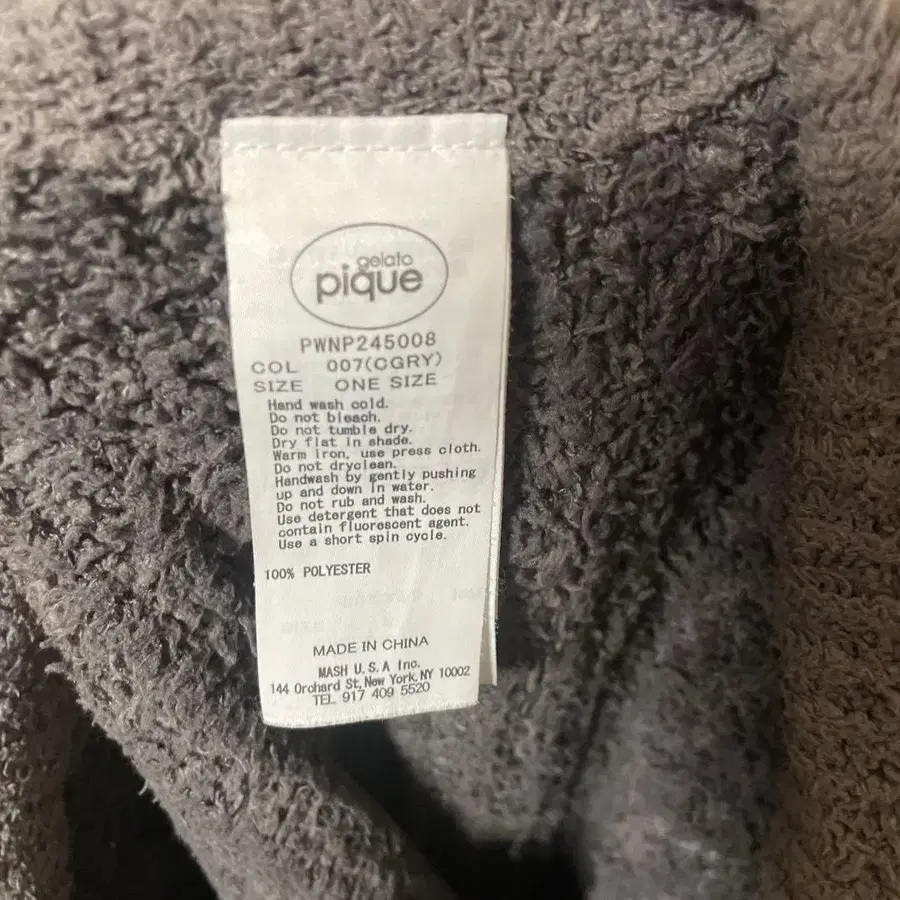 gelato
pique
PWNP245008
COL 007(CGRY)
SIZE ONE SIZE
Hand wash cold.
Do not bleach.
Do not tumble dry.
Dry flat in shade.
Warm iron, use press cloth.
Do not dryclean.
Handwash by gently pushing
up and down in water.
Do not rub and wash.
Use detergent that does not
contain fluorescent agent.
Use a short spin cycle.
100% POLYESTER
MADE IN CHINA
MASH U.S.A Inc.
144 Orchard St, New York, NY 10002
TEL 917 409 5520